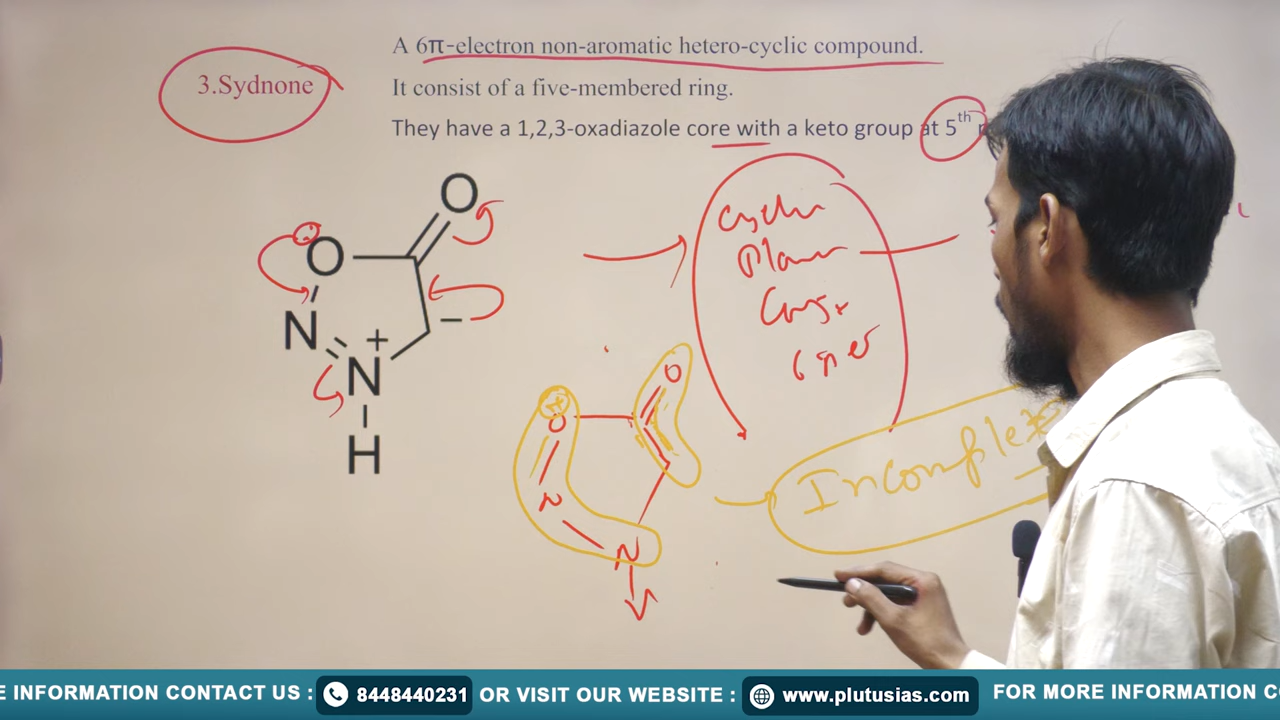 A 6π-electron non-aromatic hetero-cyclic compound.
3.Sydnone
It consist of a five-membered ring.
They have a 1,2,3-oxadiazole core with a keto group at 5th
O
O
N
+
−
N
H
Cyclic
Planar
Conj.
6π e-
O
+
O
N
N
Incomplete
E INFORMATION CONTACT US : 8448440231 OR VISIT OUR WEBSITE : www.plutusias.com FOR MORE INFORMATION CO